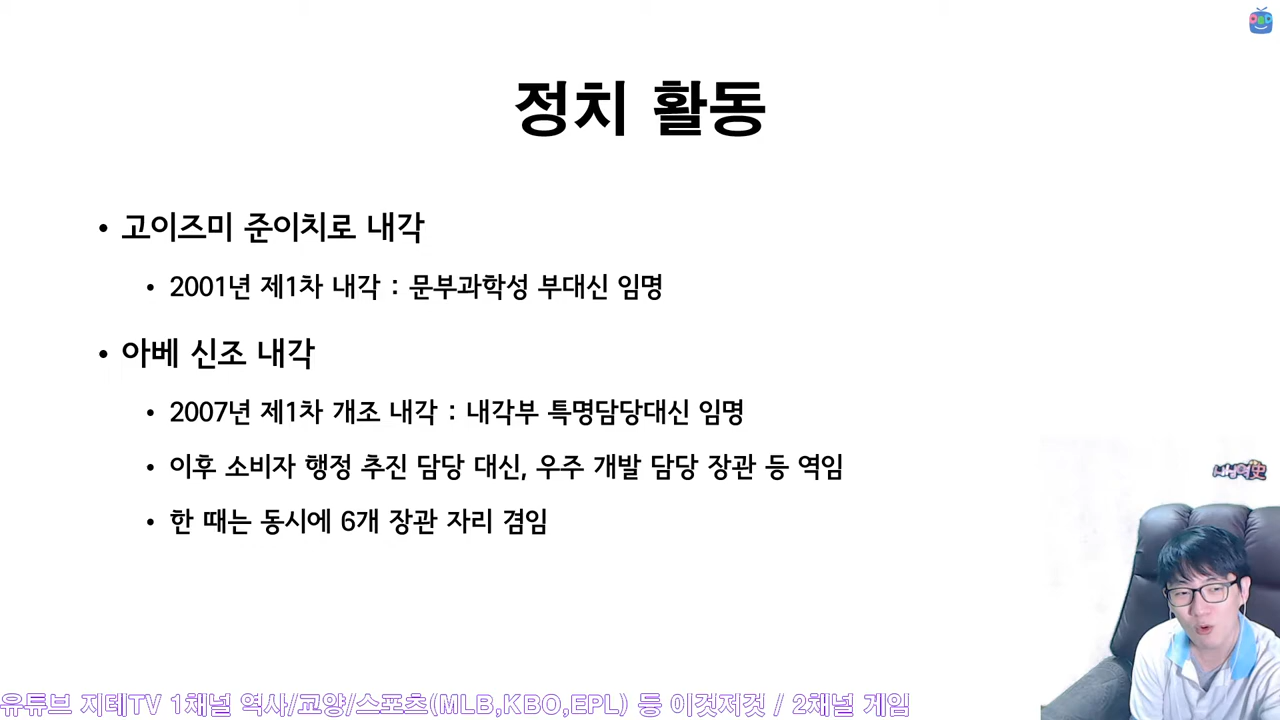 정치 활동
• 고이즈미 준이치로 내각
• 2001년 제1차 내각 : 문부과학성 부대신 임명
• 아베 신조 내각
• 2007년 제1차 개조 내각 : 내각부 특명담당대신 임명
• 이후 소비자 행정 추진 담당 대신, 우주 개발 담당 장관 등 역임
• 한 때는 동시에 6개 장관 자리 겸임
유튜브 지테TV 1채널 역사/교양/스포츠(MLB,KBO,EPL) 등 이것저것 / 2채널 게임